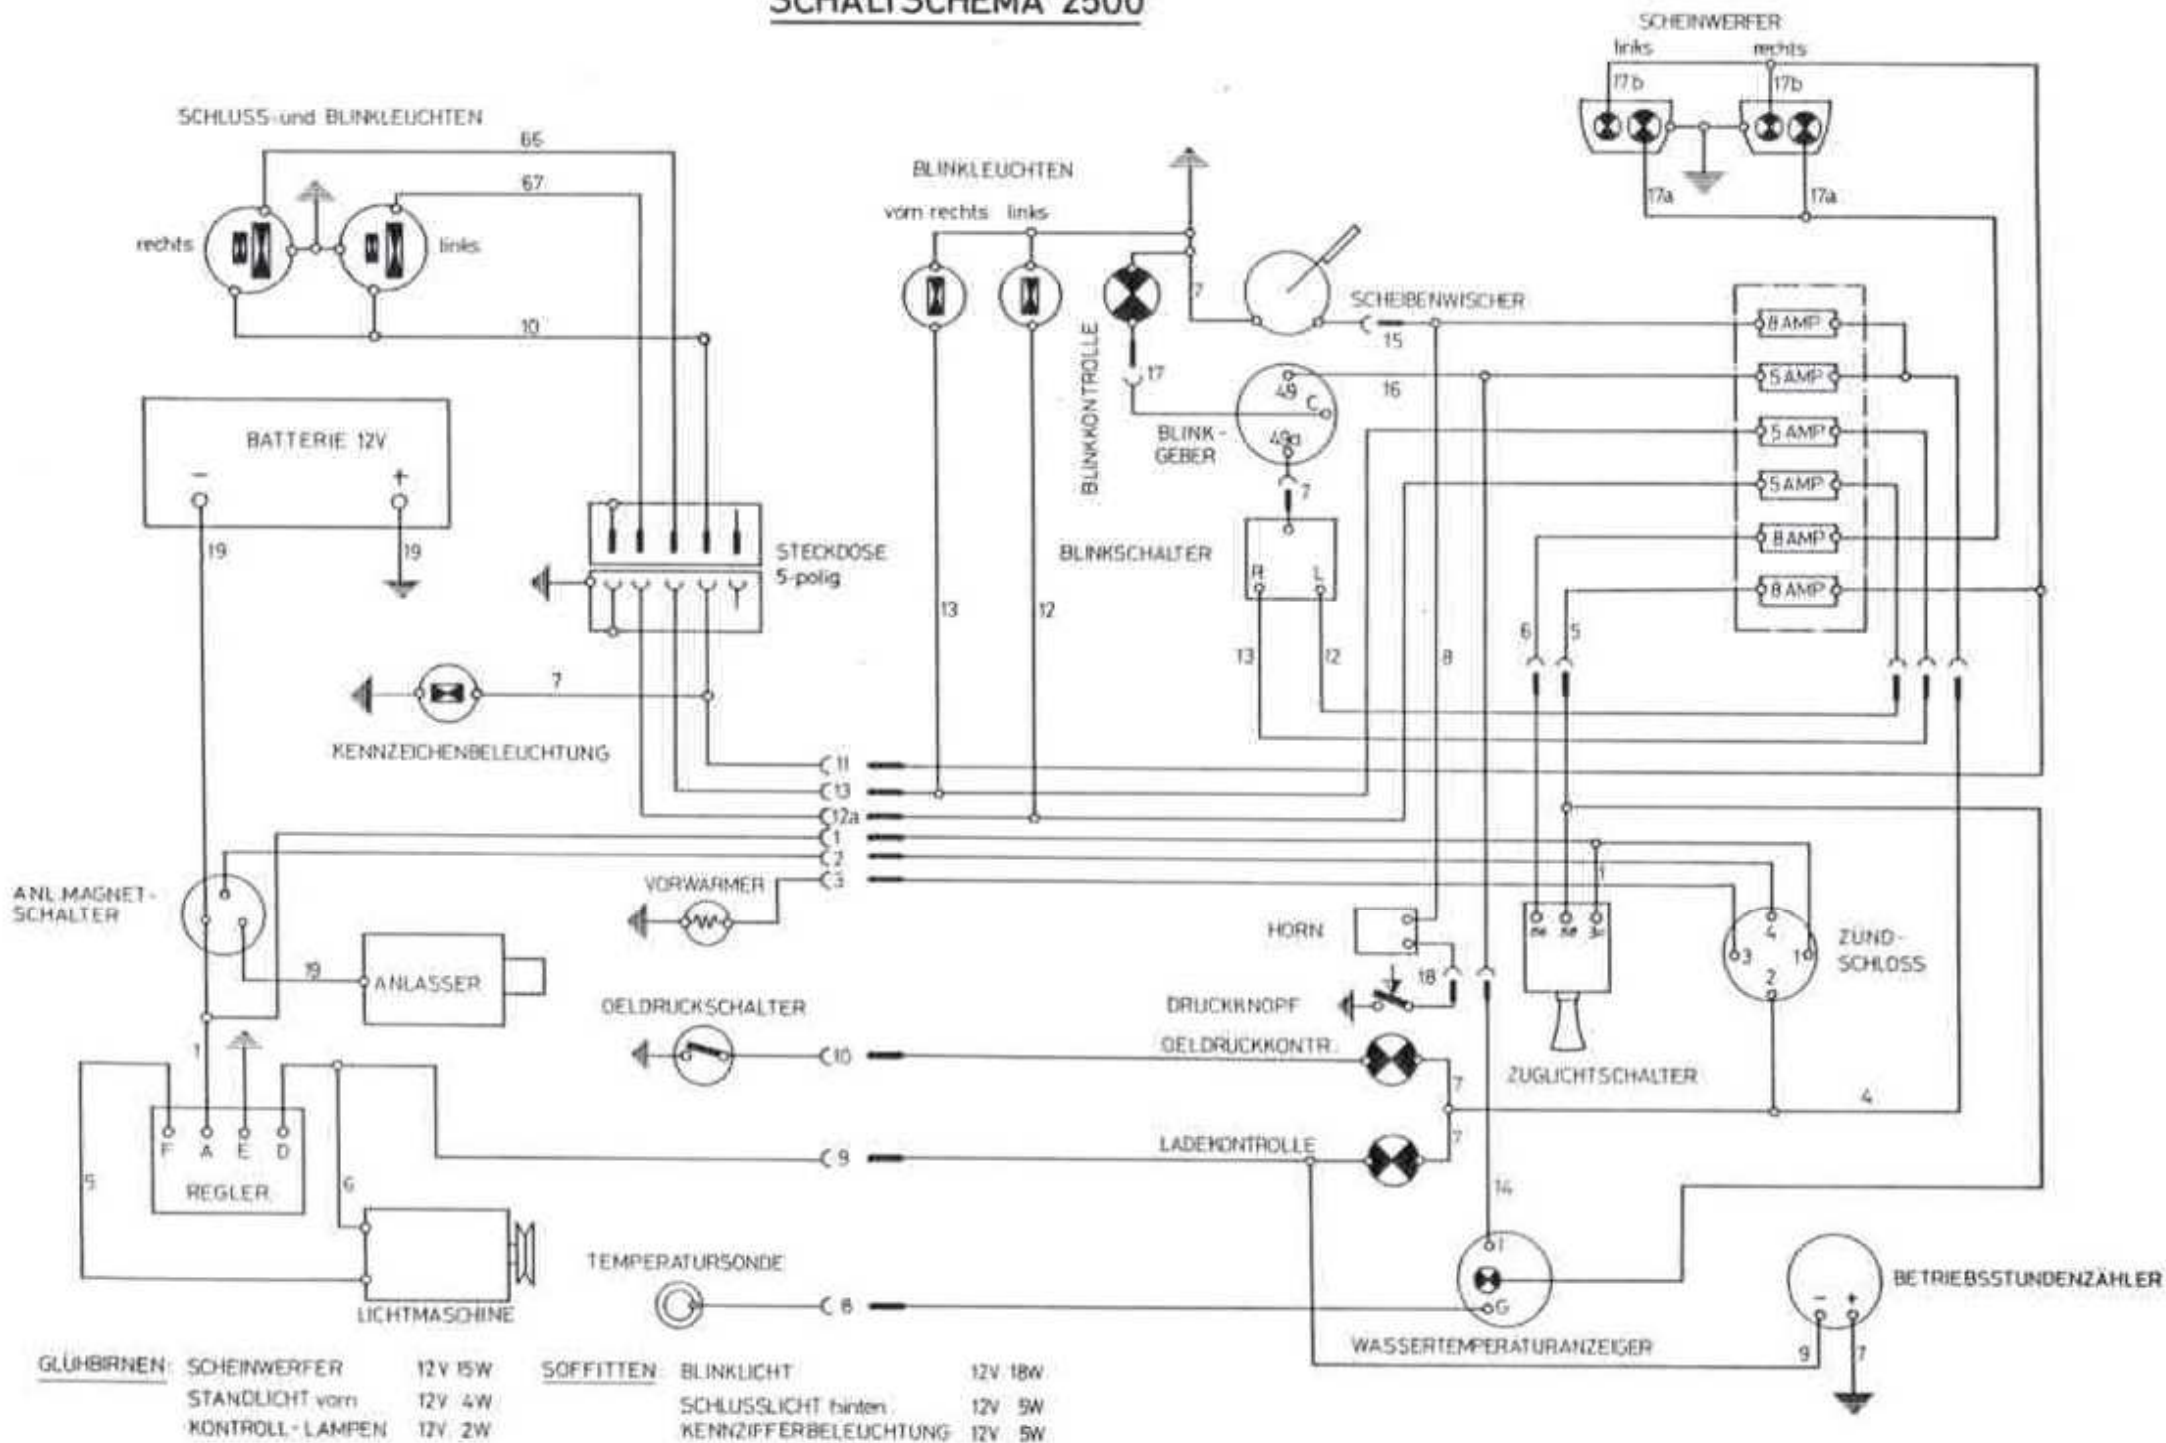 SCHALTSCHEMA 2500
SCHEINWERFER
links rechts
17b 17b
17a 17a
SCHLUSS-und BLINKLEUCHTEN
66
67
rechts links
10
BLINKLEUCHTEN
vorn rechts links
7
SCHEIBENWISCHER
15
8 AMP
5 AMP
5 AMP
5 AMP
8 AMP
8 AMP
BLINKKONTROLLE
17
49 C
49a
16
BLINK-
GEBER
7
BATTERIE 12V
- +
19 19
STECKDOSE
5-polig
BLINKSCHALTER
R
13 12
13 12
8
6 5
7
KENNZEICHENBELEUCHTUNG
11
13
12a
1
2
3
1
ANL.MAGNET-
SCHALTER
VORWÄRMER
19
ANLASSER
HORN
18
DRUCKKNOPF
4
3 1
2
ZÜND-
SCHLOSS
ZUGLICHTSCHALTER
OELDRUCKSCHALTER
10
OELDRUCKKONTR.
7
4
1
F A E D
REGLER
5 6
9
LADEKONTROLLE
7
14
LICHTMASCHINE
TEMPERATURSONDE
8
G
WASSERTEMPERATURANZEIGER
- +
9 7
BETRIEBSSTUNDENZÄHLER
GLÜHBIRNEN: SCHEINWERFER 12V 15W
STANDLICHT vorn 12V 4W
KONTROLL-LAMPEN 12V. 2W
SOFFITTEN BLINKLICHT 12V 18W
SCHLUSSLICHT hinten. 12V 5W
KENNZIFFERBELEUCHTUNG 12V 5W